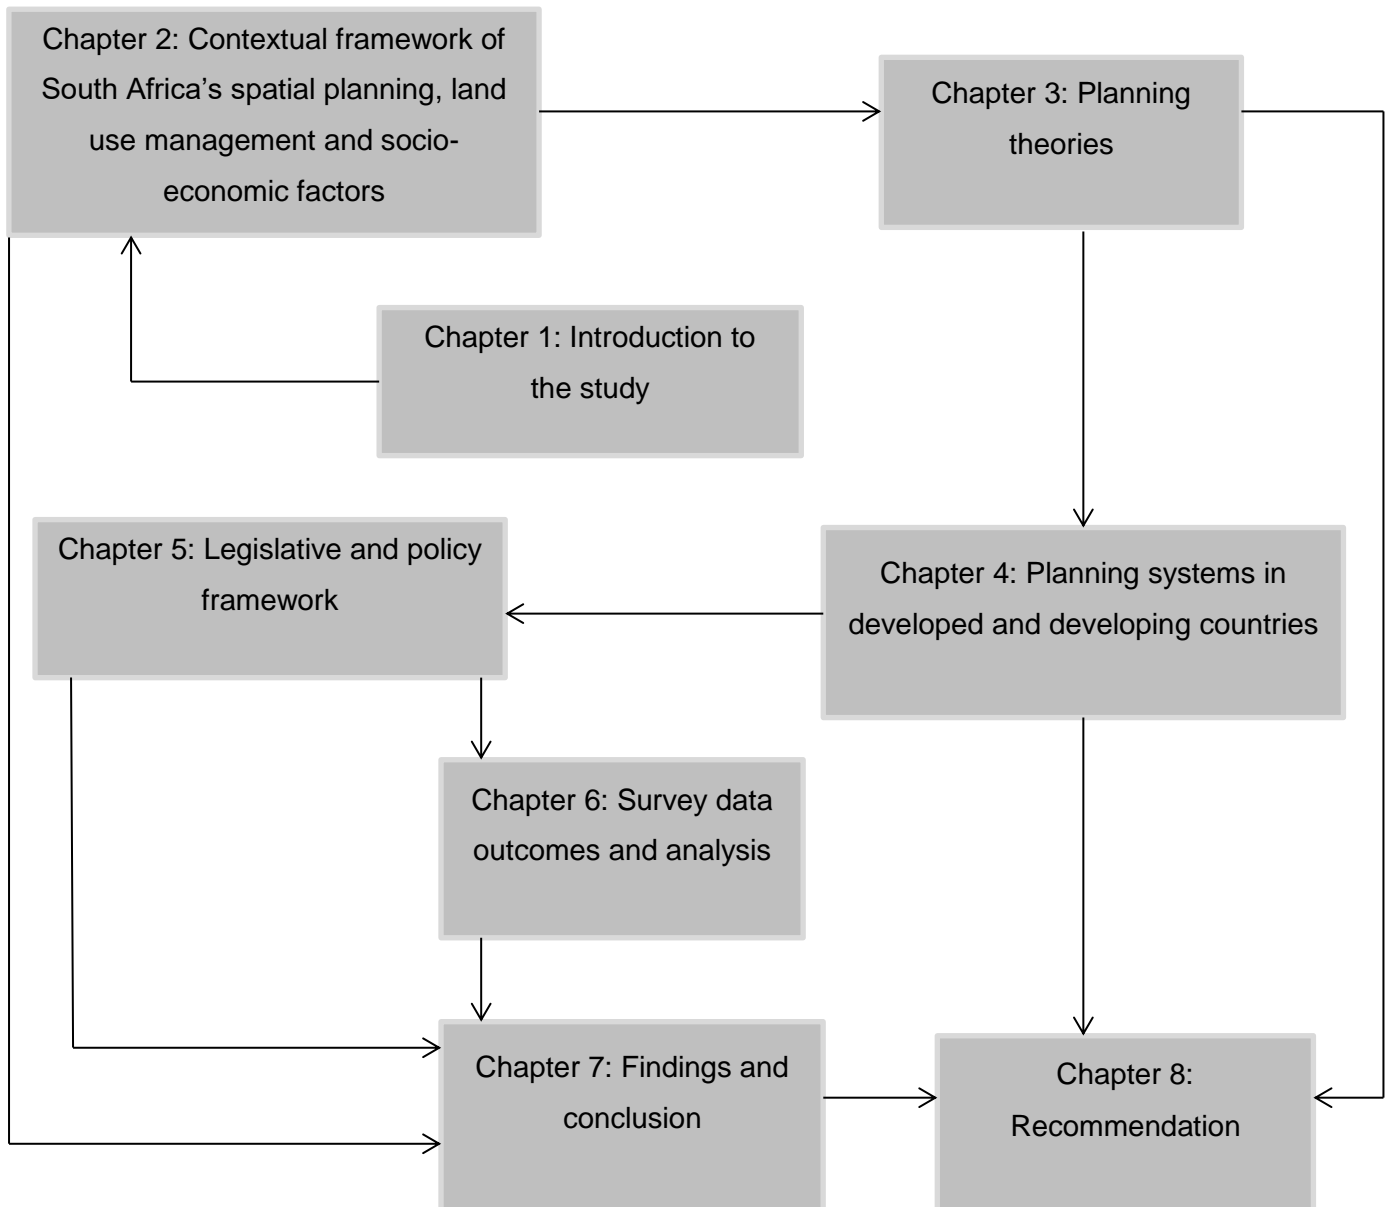 Chapter 2: Contextual framework of
South Africa’s spatial planning, land
use management and socio-
economic factors
Chapter 3: Planning
theories
Chapter 1: Introduction to
the study
Chapter 5: Legislative and policy
framework
Chapter 4: Planning systems in
developed and developing countries
Chapter 6: Survey data
outcomes and analysis
Chapter 7: Findings and
conclusion
Chapter 8:
Recommendation